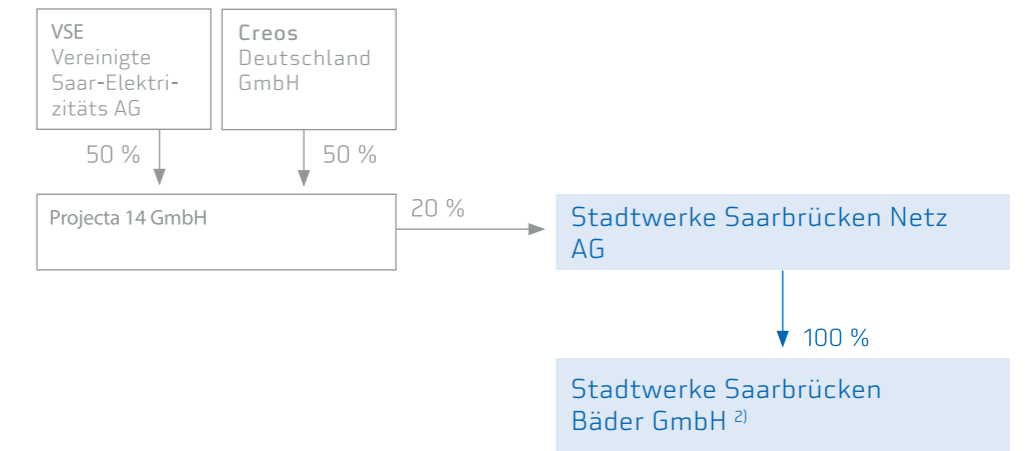 VSE
Vereinigte
Saar-Elektri-
zitäts AG
Creos
Deutschland
GmbH
50 %
50 %
Projecta 14 GmbH
20 %
Stadtwerke Saarbrücken Netz
AG
100 %
Stadtwerke Saarbrücken
Bäder GmbH 2)